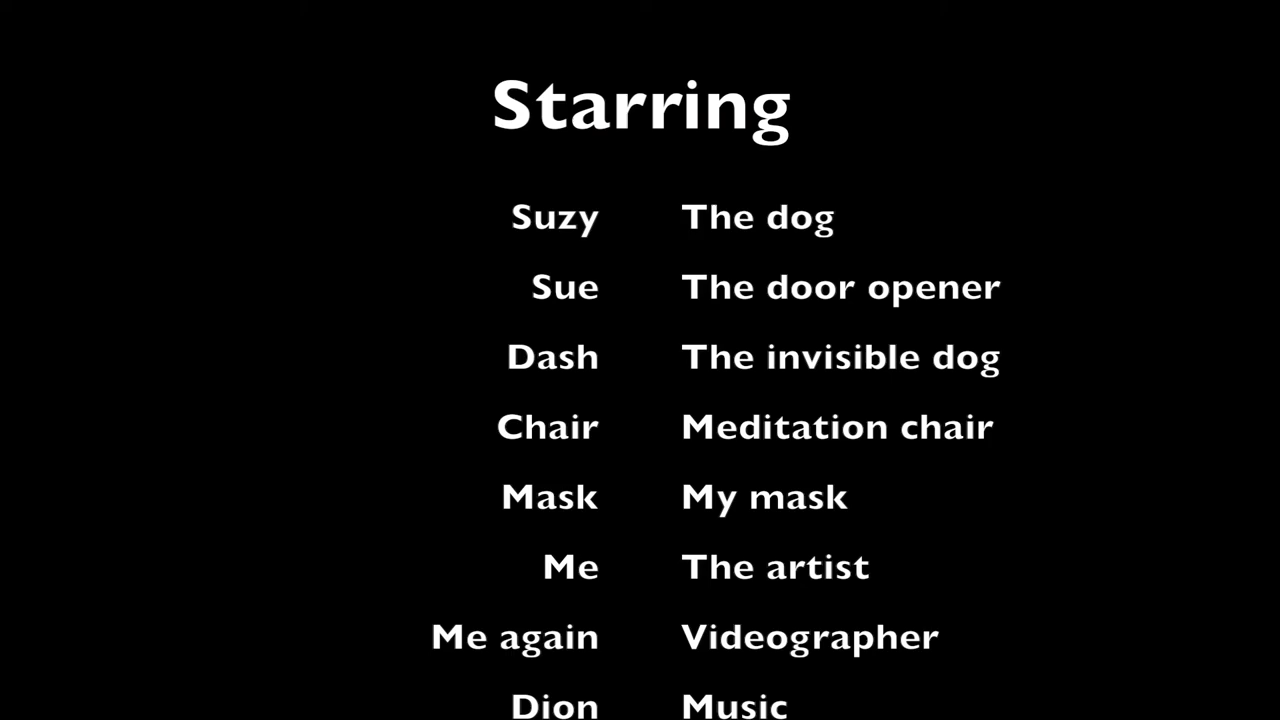 Starring
Suzy The dog
Sue The door opener
Dash The invisible dog
Chair Meditation chair
Mask My mask
Me The artist
Me again Videographer
Dion Music